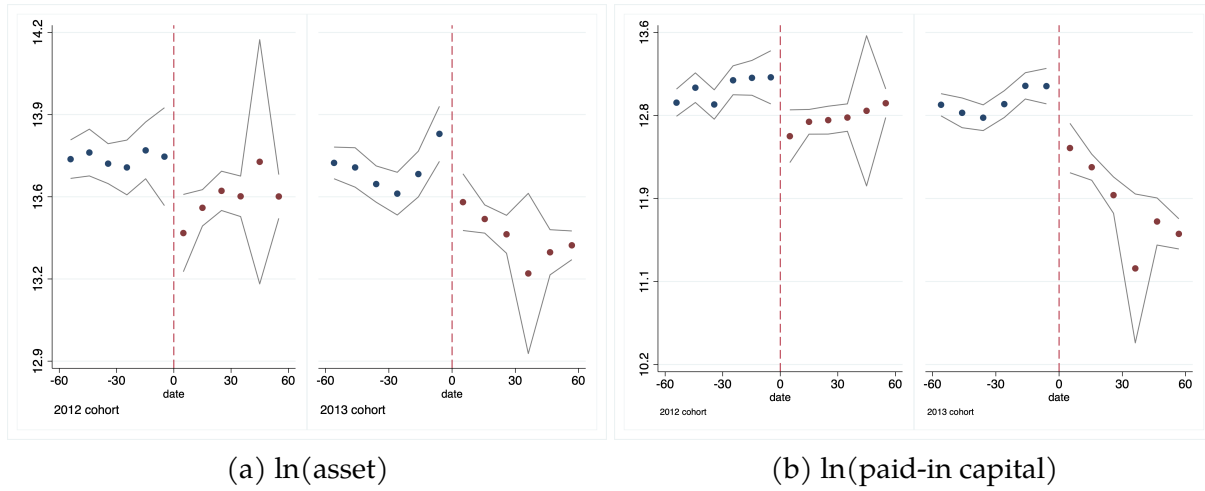 14.2
13.9
13.6
13.2
12.9
-60 -30 0 30 60
date
2012 cohort
-60 -30 0 30 60
date
2013 cohort
(a) ln(asset)
13.6
12.8
11.9
11.1
10.2
-60 -30 0 30 60
date
2012 cohort
-60 -30 0 30 60
date
2013 cohort
(b) ln(paid-in capital)